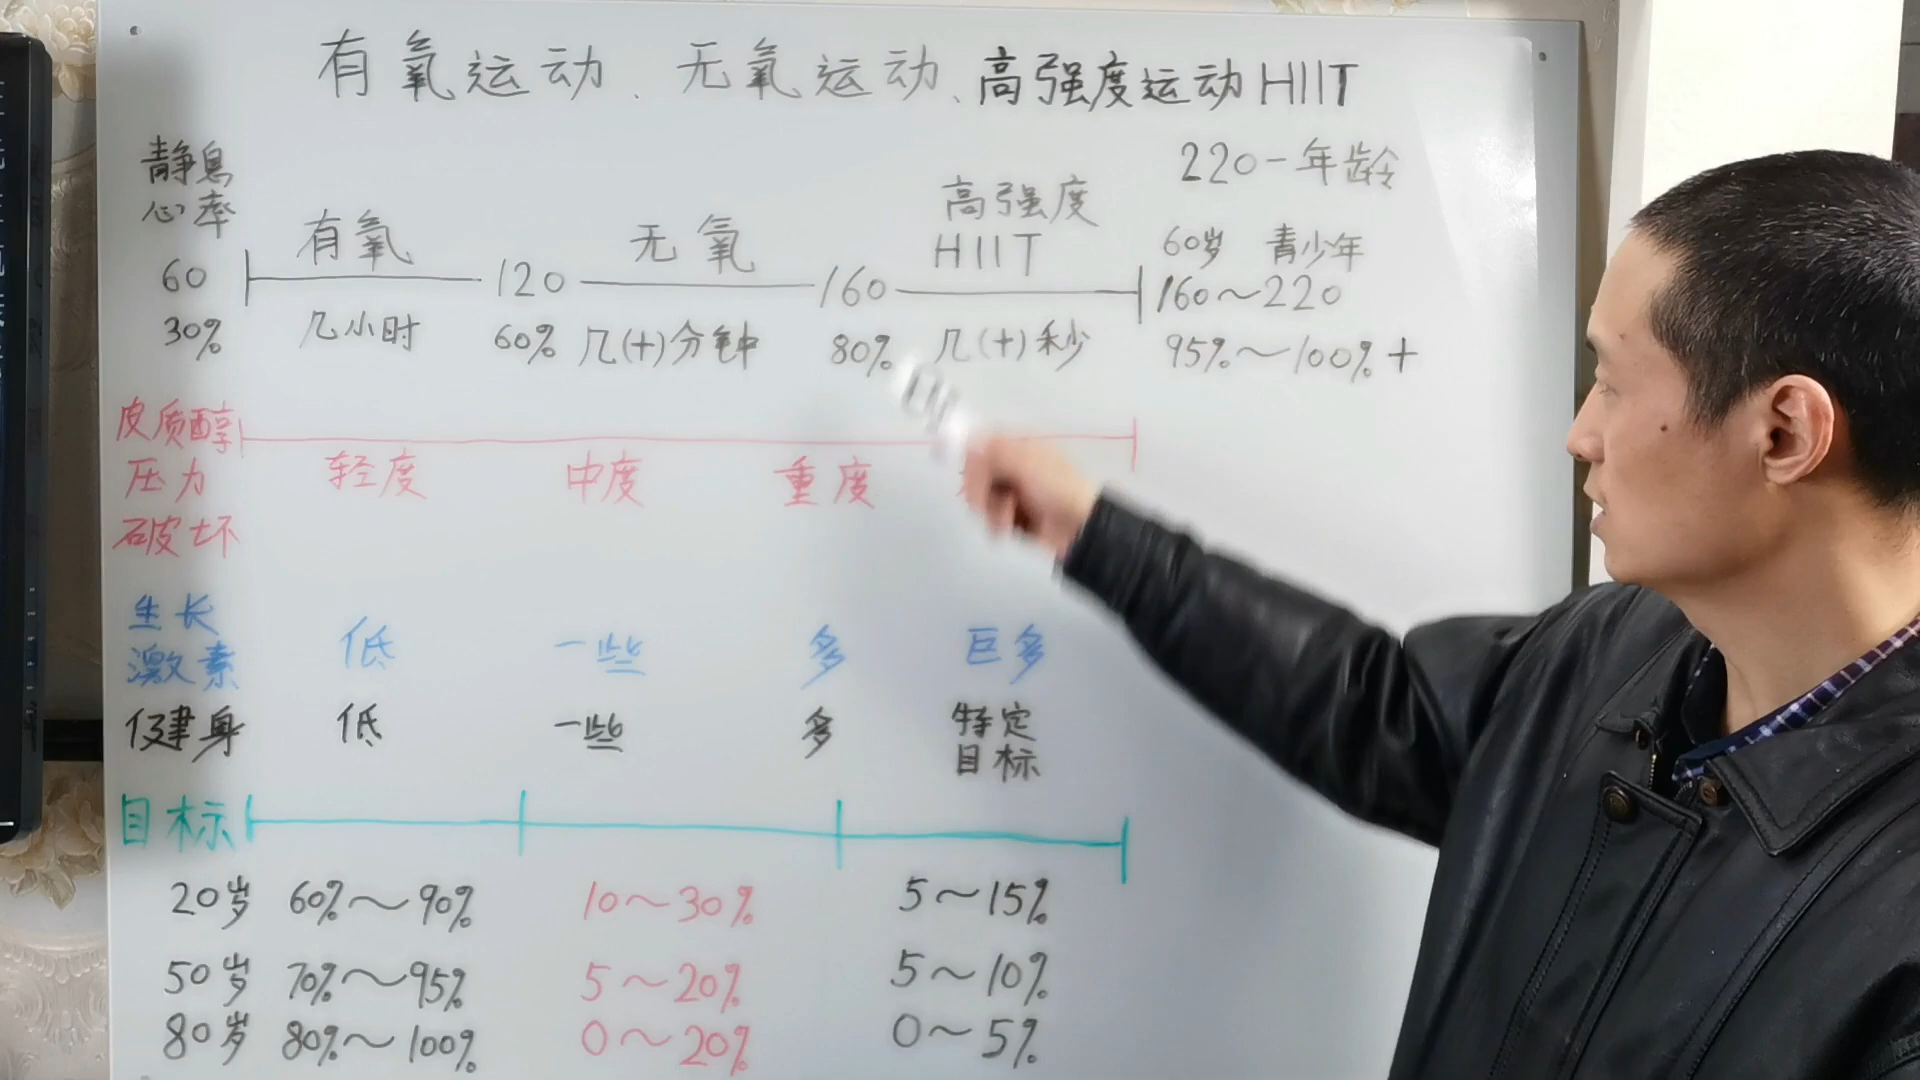 有氧运动、无氧运动、高强度运动HIIT
静息
心率
220-年龄
有氧
无氧
高强度
HIIT
60岁 青少年
60
120
160
160～220
30%
几小时
60%
几(十)分钟
80%
几(十)秒
95%～100%+
皮质醇
压力
破坏
轻度
中度
重度
生长
激素
低
一些
多
巨多
健身
低
一些
多
特定
目标
目标
20岁 60%～90% 10～30% 5～15%
50岁 70%～95% 5～20% 5～10%
80岁 80%～100% 0～20% 0～5%